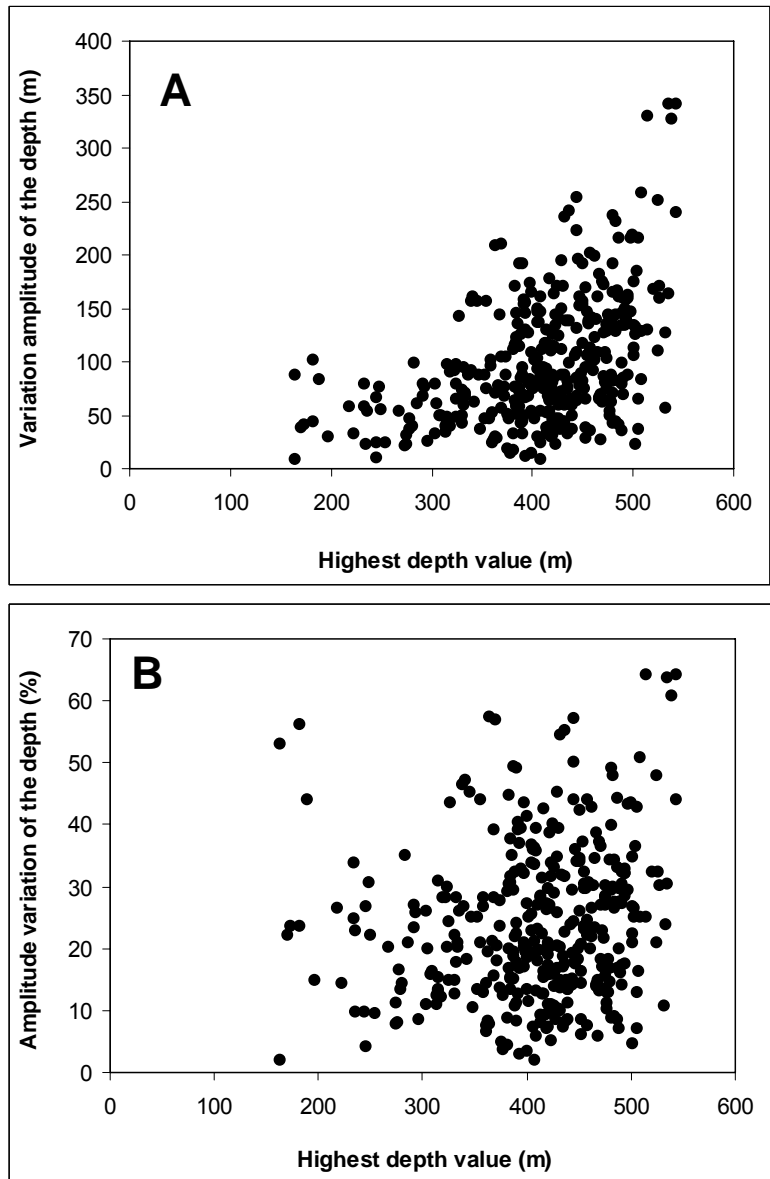 A
Variation amplitude of the depth (m)
400
350
300
250
200
150
100
50
0
0 100 200 300 400 500 600
Highest depth value (m)
B
Amplitude variation of the depth (%)
70
60
50
40
30
20
10
0
0 100 200 300 400 500 600
Highest depth value (m)